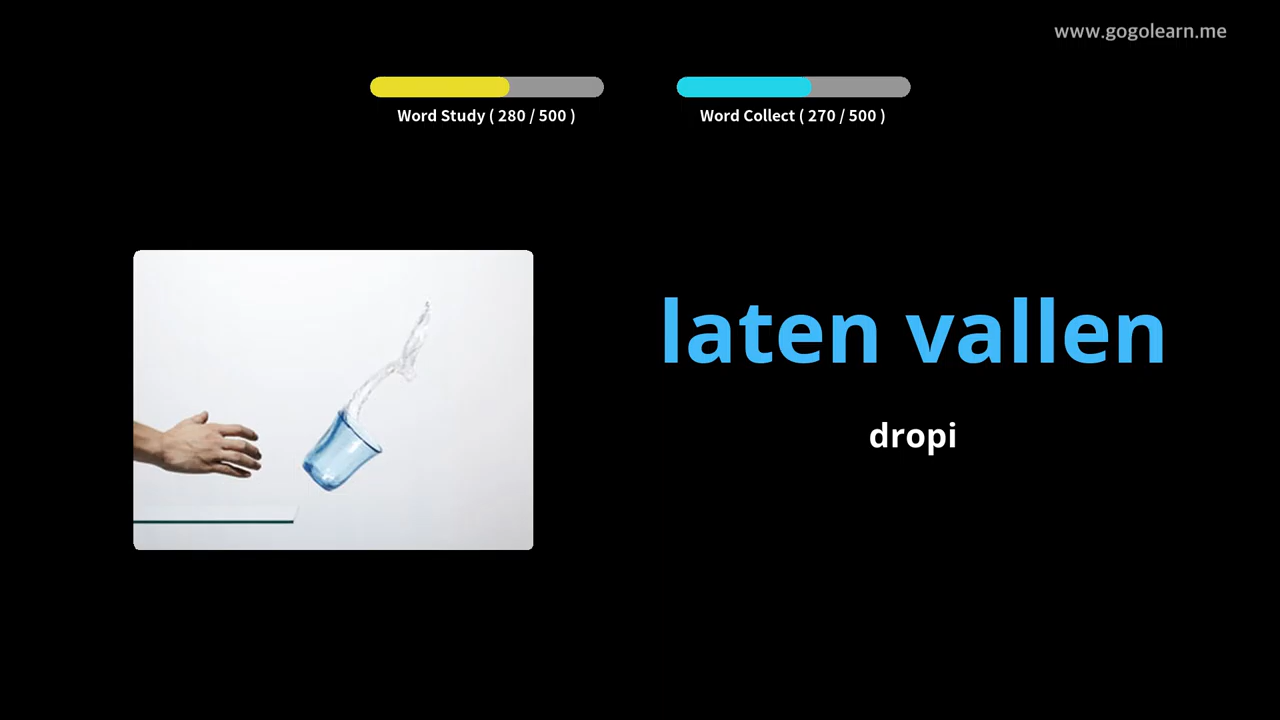 www.gogolearn.me
Word Study ( 280 / 500 )
Word Collect ( 270 / 500 )
laten vallen
dropi